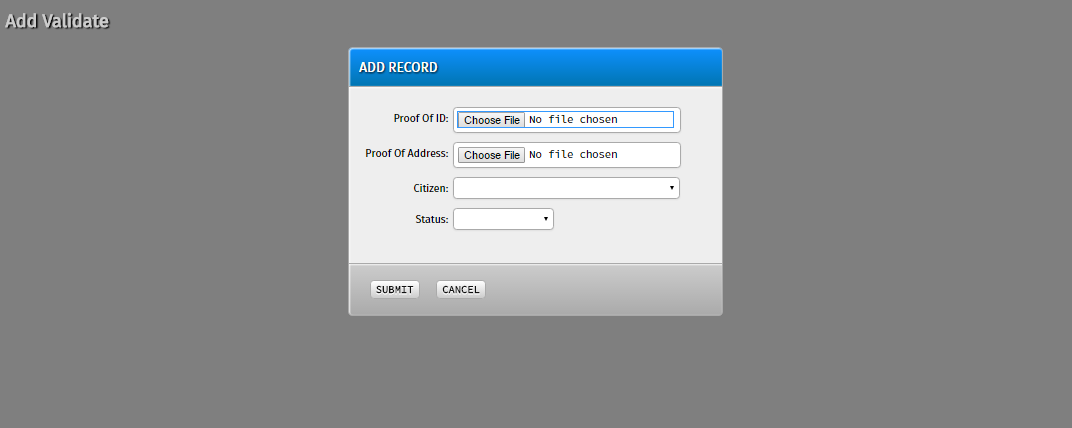 Add Validate
ADD RECORD
Proof Of ID: Choose File No file chosen
Proof Of Address: Choose File No file chosen
Citizen:
Status:
SUBMIT CANCEL